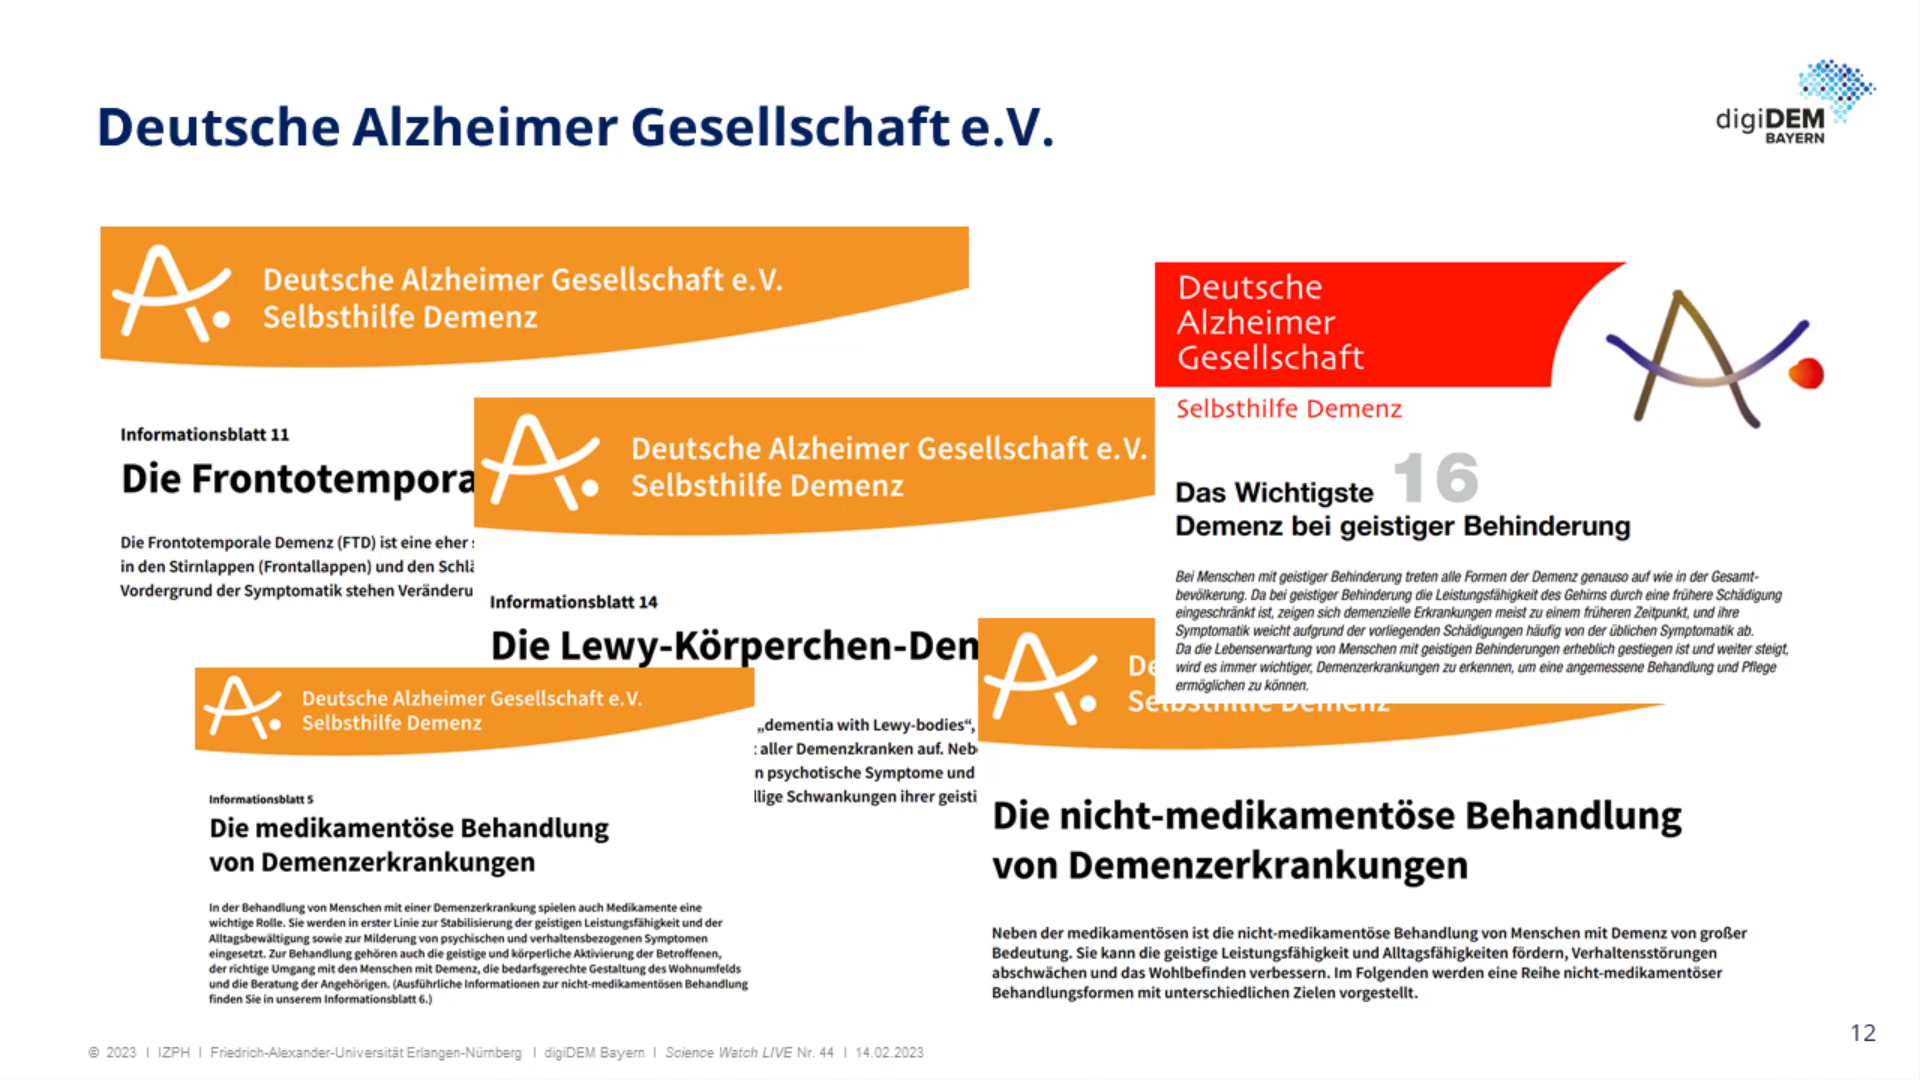 Deutsche Alzheimer Gesellschaft e.V.
digiDEM
BAYERN
Deutsche Alzheimer Gesellschaft e.V.
Selbsthilfe Demenz
Informationsblatt 11
Die Frontotempora
Die Frontotemporale Demenz (FTD) ist eine eher
in den Stirnlappen (Frontallappen) und den Schlä
Vordergrund der Symptomatik stehen Veränderu
Deutsche Alzheimer Gesellschaft e.V.
Selbsthilfe Demenz
Informationsblatt 14
Die Lewy-Körperchen-Dem
„dementia with Lewy-bodies“,
aller Demenzkranken auf. Neb
n psychotische Symptome und
llige Schwankungen ihrer geisti
Deutsche
Alzheimer
Gesellschaft
Selbsthilfe Demenz
Das Wichtigste 16
Demenz bei geistiger Behinderung
Bei Menschen mit geistiger Behinderung treten alle Formen der Demenz genauso auf wie in der Gesamt-
bevölkerung. Da bei geistiger Behinderung die Leistungsfähigkeit des Gehirns durch eine frühere Schädigung
eingeschränkt ist, zeigen sich demenzielle Erkrankungen meist zu einem früheren Zeitpunkt, und ihre
Symptomatik weicht aufgrund der vorliegenden Schädigungen häufig von der üblichen Symptomatik ab.
Da die Lebenserwartung von Menschen mit geistigen Behinderungen erheblich gestiegen ist und weiter steigt,
wird es immer wichtiger, Demenzerkrankungen zu erkennen, um eine angemessene Behandlung und Pflege
ermöglichen zu können.
Deutsche Alzheimer Gesellschaft e.V.
Selbsthilfe Demenz
Informationsblatt 5
Die medikamentöse Behandlung
von Demenzerkrankungen
In der Behandlung von Menschen mit einer Demenzerkrankung spielen auch Medikamente eine
wichtige Rolle. Sie werden in erster Linie zur Stabilisierung der geistigen Leistungsfähigkeit und der
Alltagsbewältigung sowie zur Milderung von psychischen und verhaltensbezogenen Symptomen
eingesetzt. Zur Behandlung gehören auch die geistige und körperliche Aktivierung der Betroffenen,
der richtige Umgang mit den Menschen mit Demenz, die bedarfsgerechte Gestaltung des Wohnumfelds
und die Beratung der Angehörigen. (Ausführliche Informationen zur nicht-medikamentösen Behandlung
finden Sie in unserem Informationsblatt 6.)
De
Selbsthilfe Demenz
Die nicht-medikamentöse Behandlung
von Demenzerkrankungen
Neben der medikamentösen ist die nicht-medikamentöse Behandlung von Menschen mit Demenz von großer
Bedeutung. Sie kann die geistige Leistungsfähigkeit und Alltagsfähigkeiten fördern, Verhaltensstörungen
abschwächen und das Wohlbefinden verbessern. Im Folgenden werden eine Reihe nicht-medikamentöser
Behandlungsformen mit unterschiedlichen Zielen vorgestellt.
12
© 2023 I IZPH I Friedrich-Alexander-Universität Erlangen-Nürnberg I digiDEM Bayern I Science Watch LIVE Nr. 44 I 14.02.2023